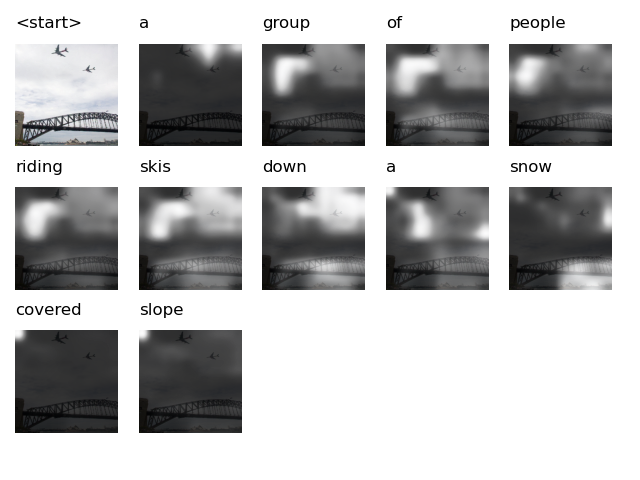 <start> a group of people
riding skis down a snow
covered slope